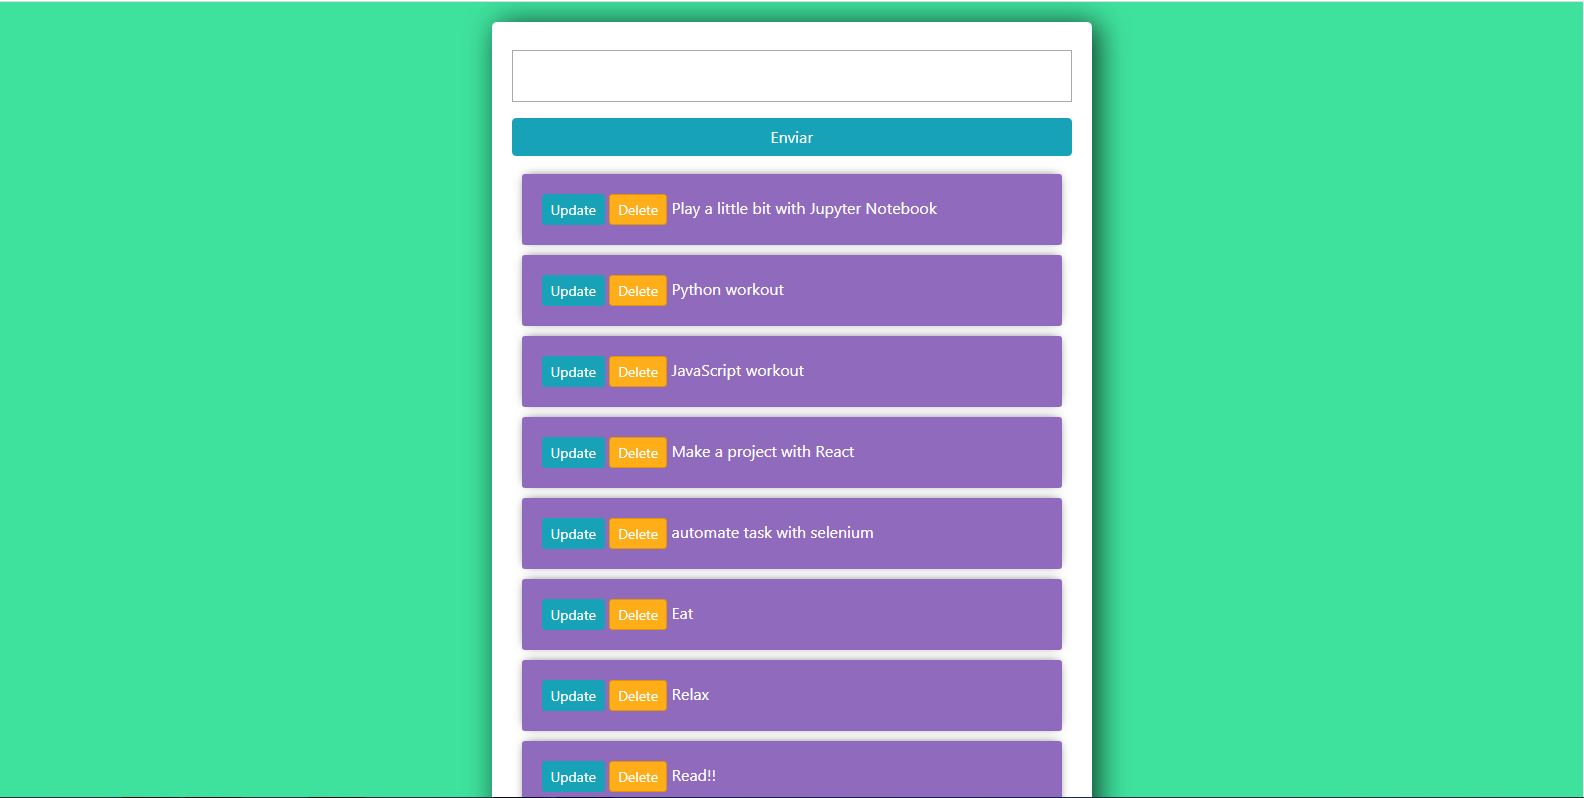 Enviar
Update Delete Play a little bit with Jupyter Notebook
Update Delete Python workout
Update Delete JavaScript workout
Update Delete Make a project with React
Update Delete automate task with selenium
Update Delete Eat
Update Delete Relax
Update Delete Read!!